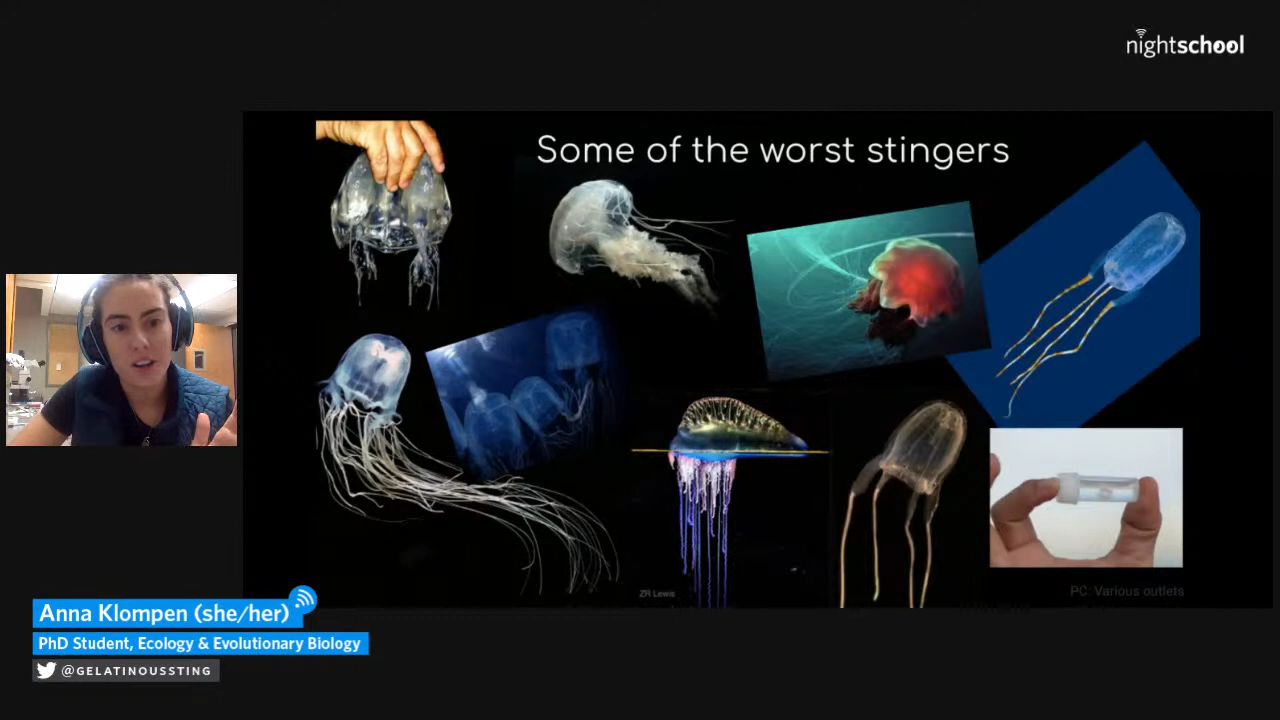 nightschool
Some of the worst stingers
ZR Lewis
PC: Various outlets
Anna Klompen (she/her)
PhD Student, Ecology & Evolutionary Biology
@GELATINOUSSTING